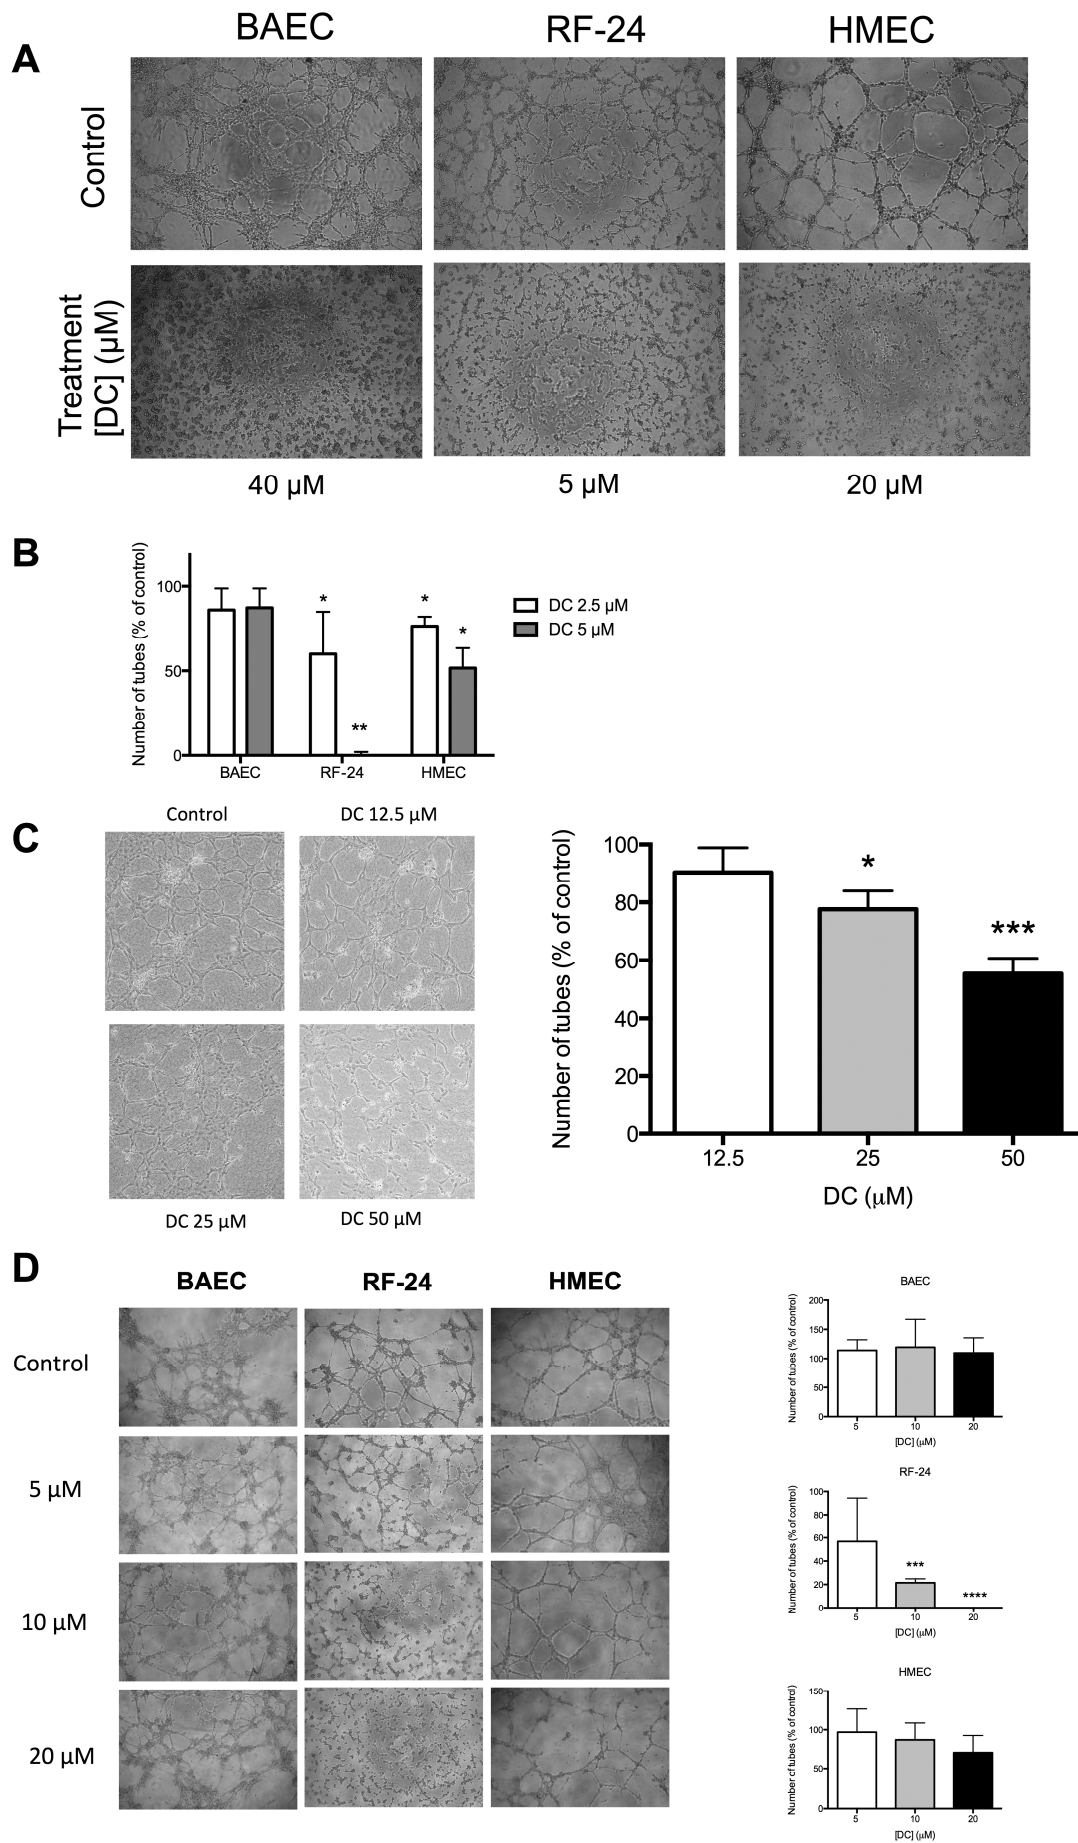 A
BAEC
RF-24
HMEC
Control
Treatment
[DC] (µM)
40 µM
5 µM
20 µM
B
Number of tubes (% of control)
100
50
0
*
**
*
*
BAEC
RF-24
HMEC
DC 2.5 µM
DC 5 µM
C
Control
DC 12.5 µM
DC 25 µM
DC 50 µM
Number of tubes (% of control)
100
80
60
40
20
0
*
***
12.5
25
50
DC (µM)
D
BAEC
RF-24
HMEC
Control
5 µM
10 µM
20 µM
BAEC
Number of tubes (% of control)
200
150
100
50
0
5
10
20
[DC] (µM)
RF-24
Number of tubes (% of control)
100
80
60
40
20
0
***
****
5
10
20
[DC] (µM)
HMEC
Number of tubes (% of control)
150
100
50
0
5
10
20
[DC] (µM)